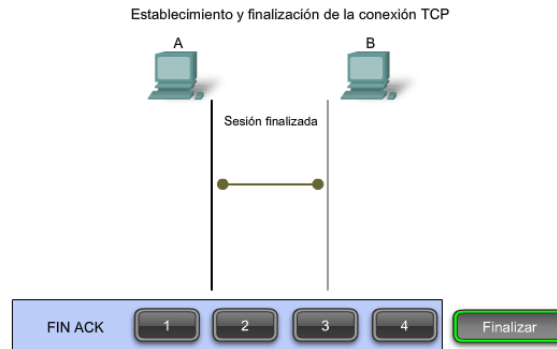 Establecimiento y finalización de la conexión TCP
A B
Sesión finalizada
FIN ACK 1 2 3 4 Finalizar